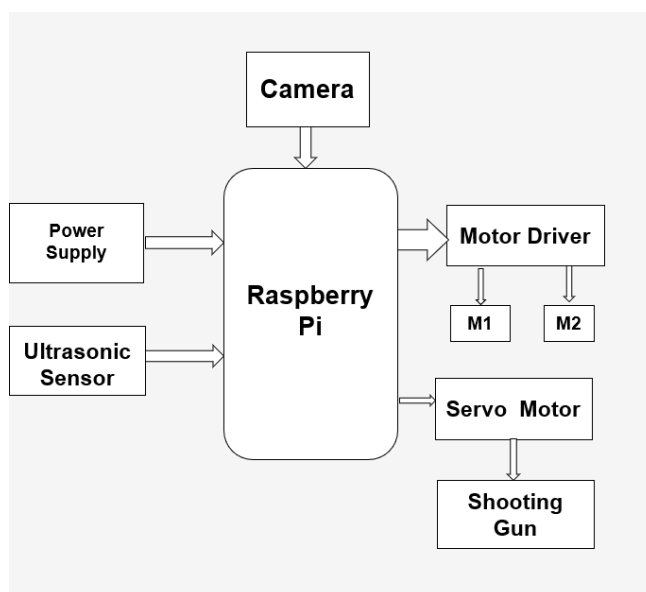 Camera
Power
Supply
Ultrasonic
Sensor
Raspberry
Pi
Motor Driver
M1
M2
Servo Motor
Shooting
Gun